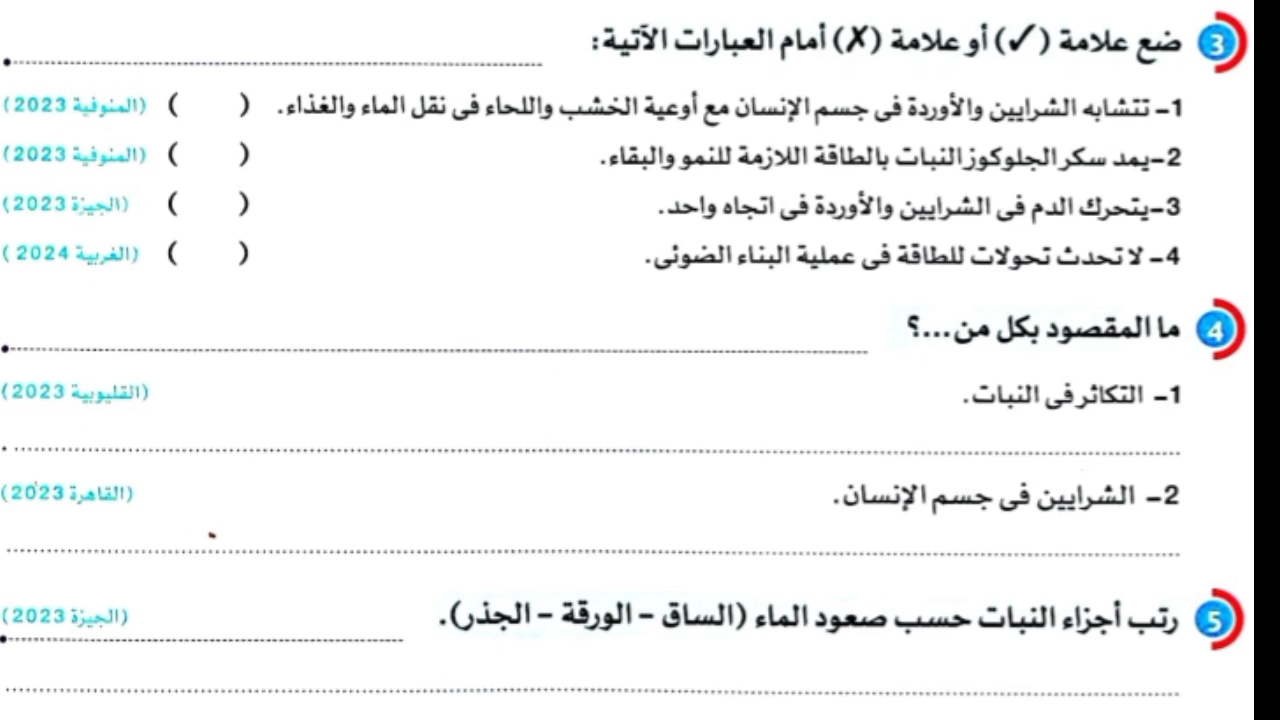 3 ضع علامة (✓) أو علامة (✗) أمام العبارات الآتية:
1- تتشابه الشرايين والأوردة فى جسم الإنسان مع أوعية الخشب واللحاء فى نقل الماء والغذاء. ( ) (المنوفية 2023)
2- يمد سكر الجلوكوز النبات بالطاقة اللازمة للنمو والبقاء. ( ) (المنوفية 2023)
3- يتحرك الدم فى الشرايين والأوردة فى اتجاه واحد. ( ) (الجيزة 2023)
4- لا تحدث تحولات للطاقة فى عملية البناء الضوئى. ( ) (الغربية 2024)
4 ما المقصود بكل من...؟
1- التكاثر فى النبات. (القليوبية 2023)
2- الشرايين فى جسم الإنسان. (القاهرة 2023)
5 رتب أجزاء النبات حسب صعود الماء (الساق - الورقة - الجذر). (الجيزة 2023)